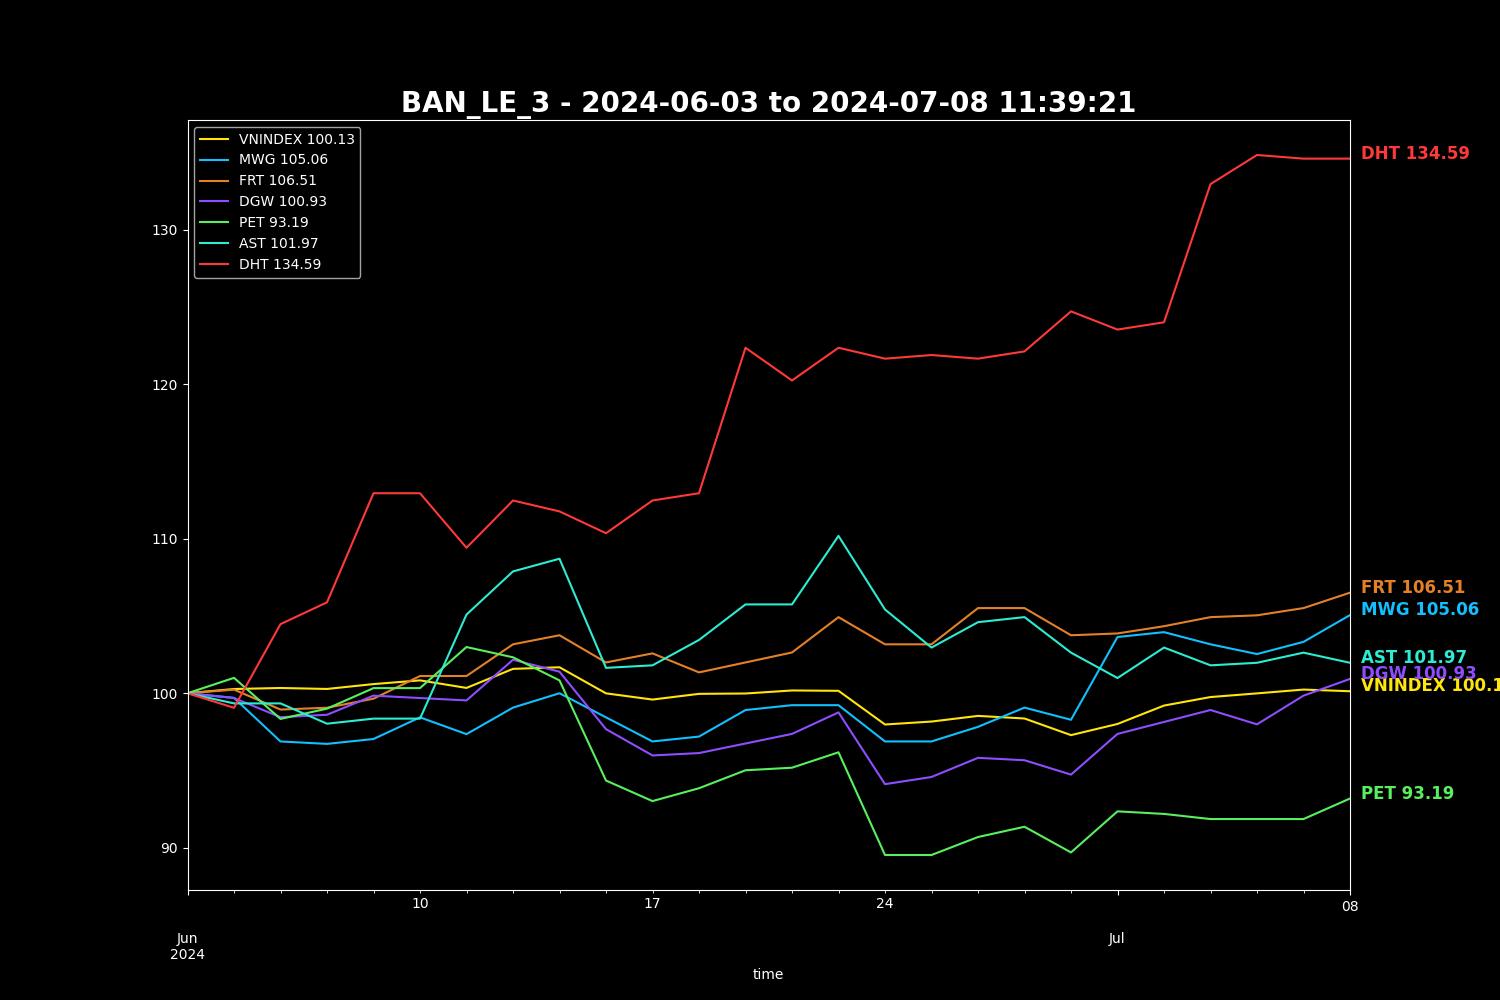 BAN_LE_3 - 2024-06-03 to 2024-07-08 11:39:21
VNINDEX 100.13
MWG 105.06
FRT 106.51
DGW 100.93
PET 93.19
AST 101.97
DHT 134.59
130
120
110
100
90
DHT 134.59
FRT 106.51
MWG 105.06
AST 101.97
DGW 100.93
VNINDEX 100.1
PET 93.19
10
17
24
08
Jun
2024
Jul
time